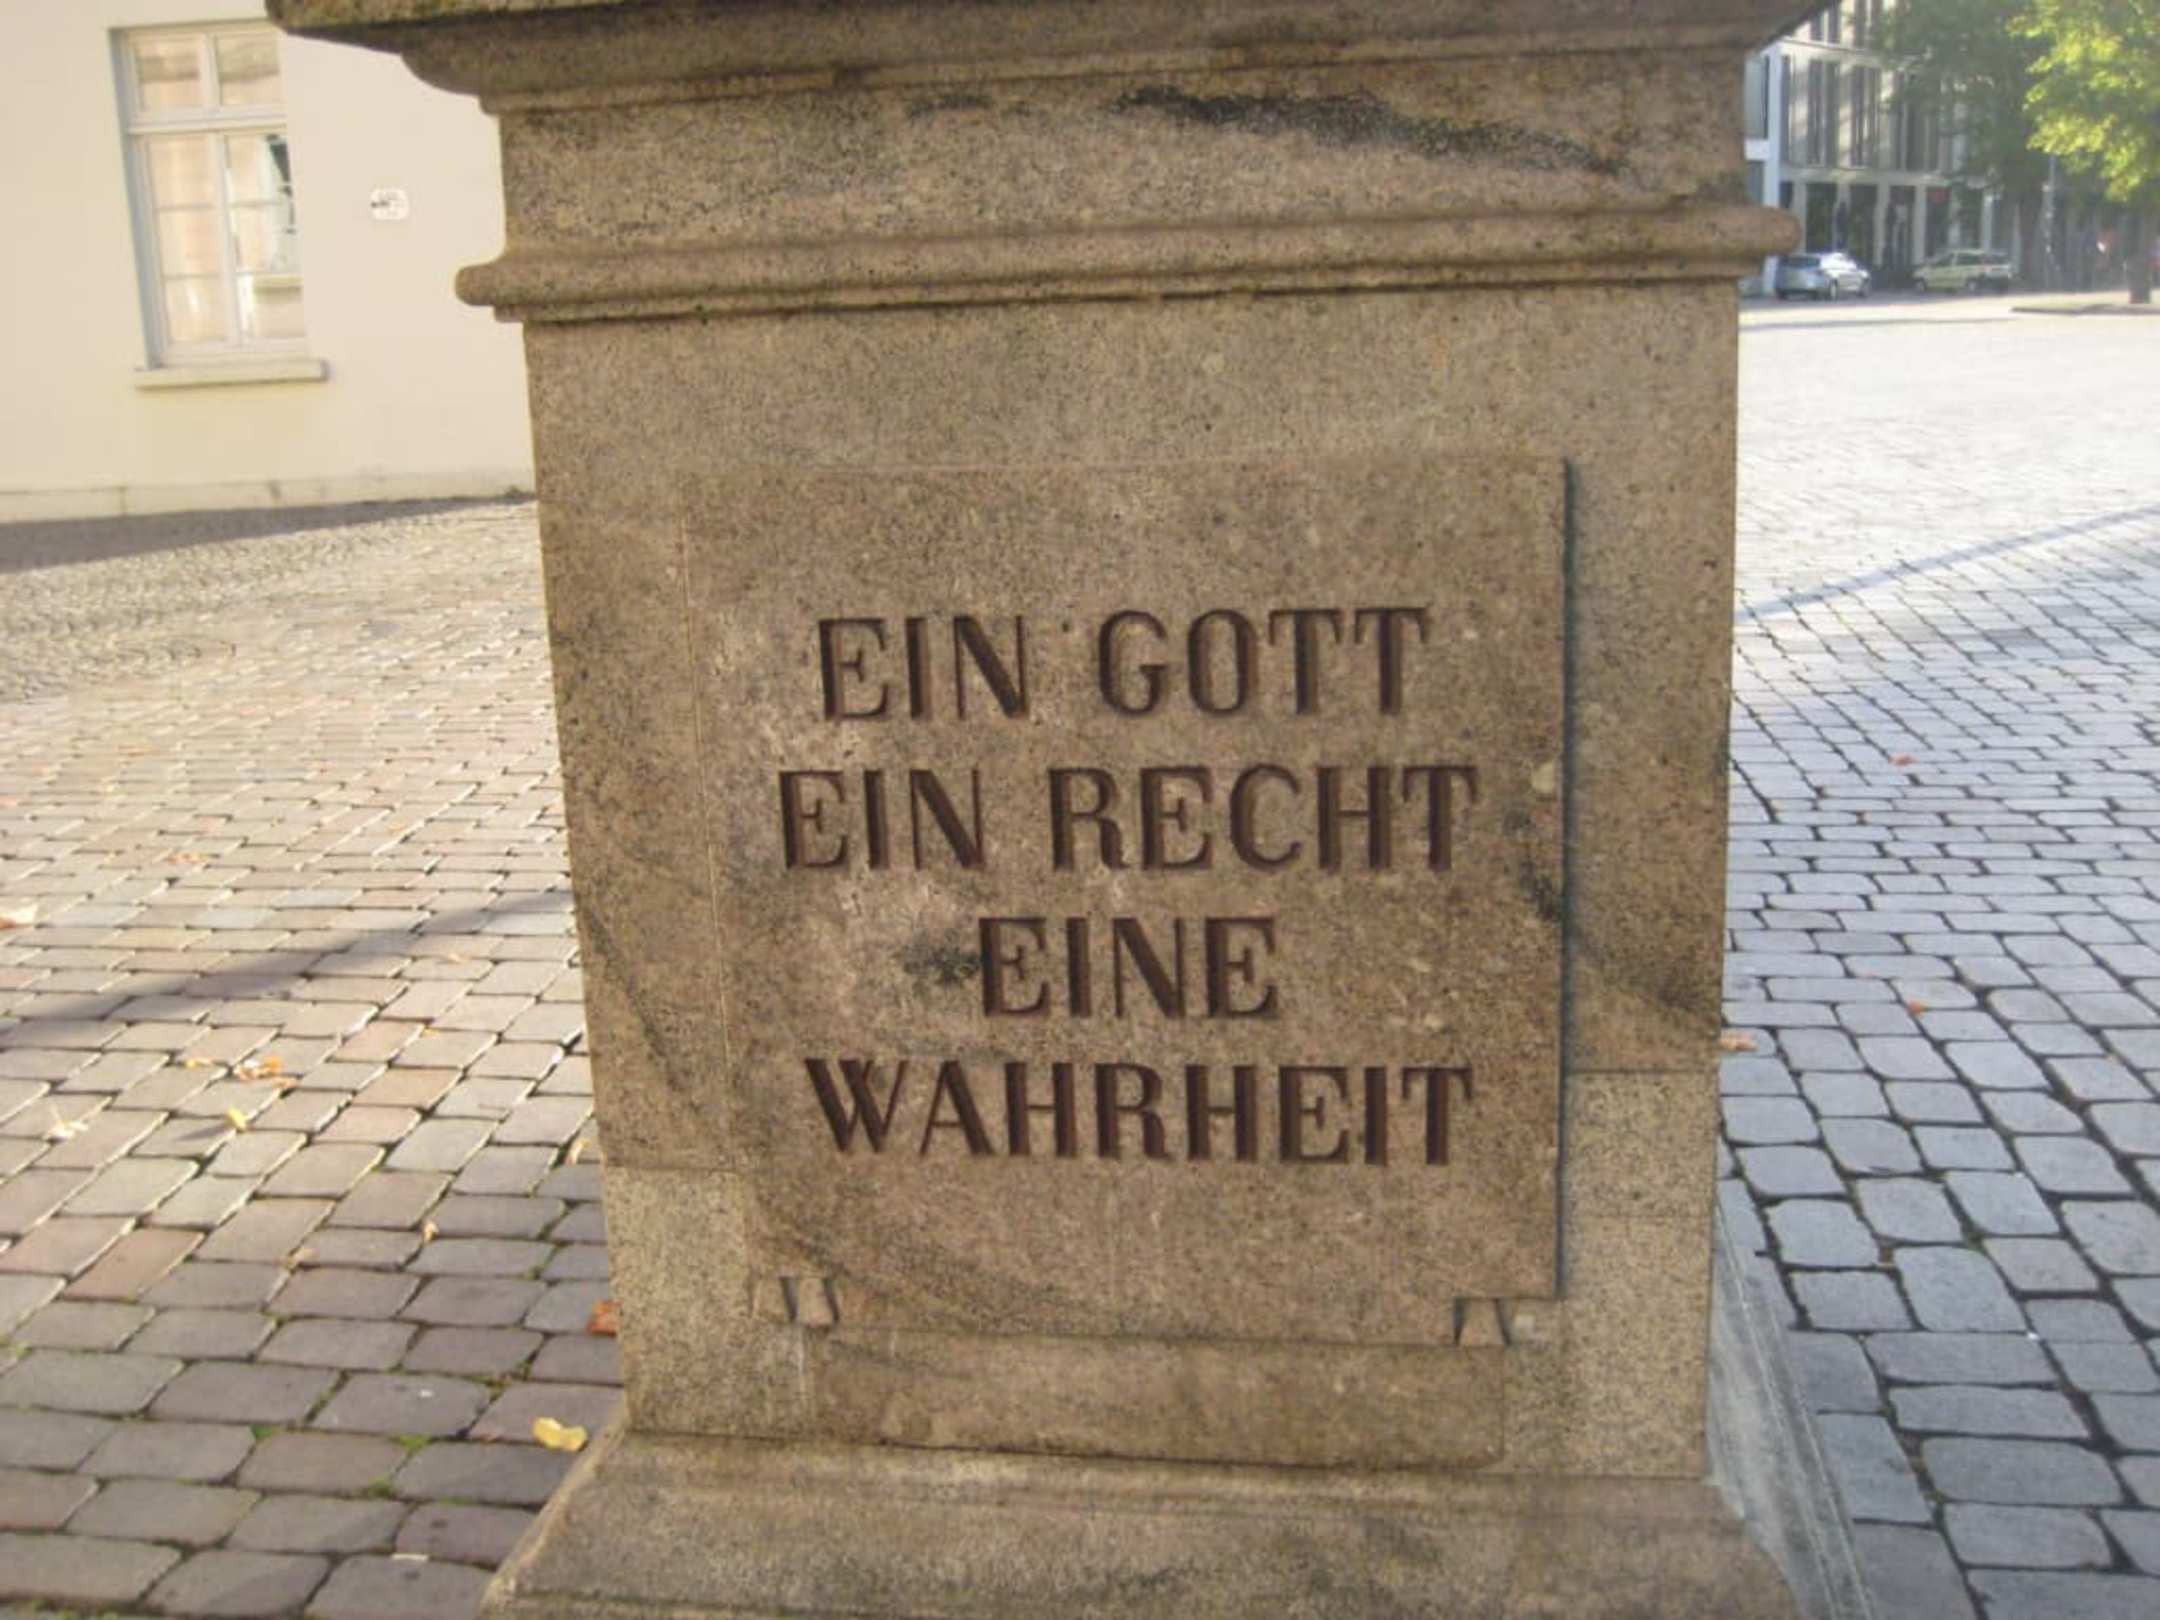 EIN GOTT
EIN RECHT
EINE
WAHRHEIT